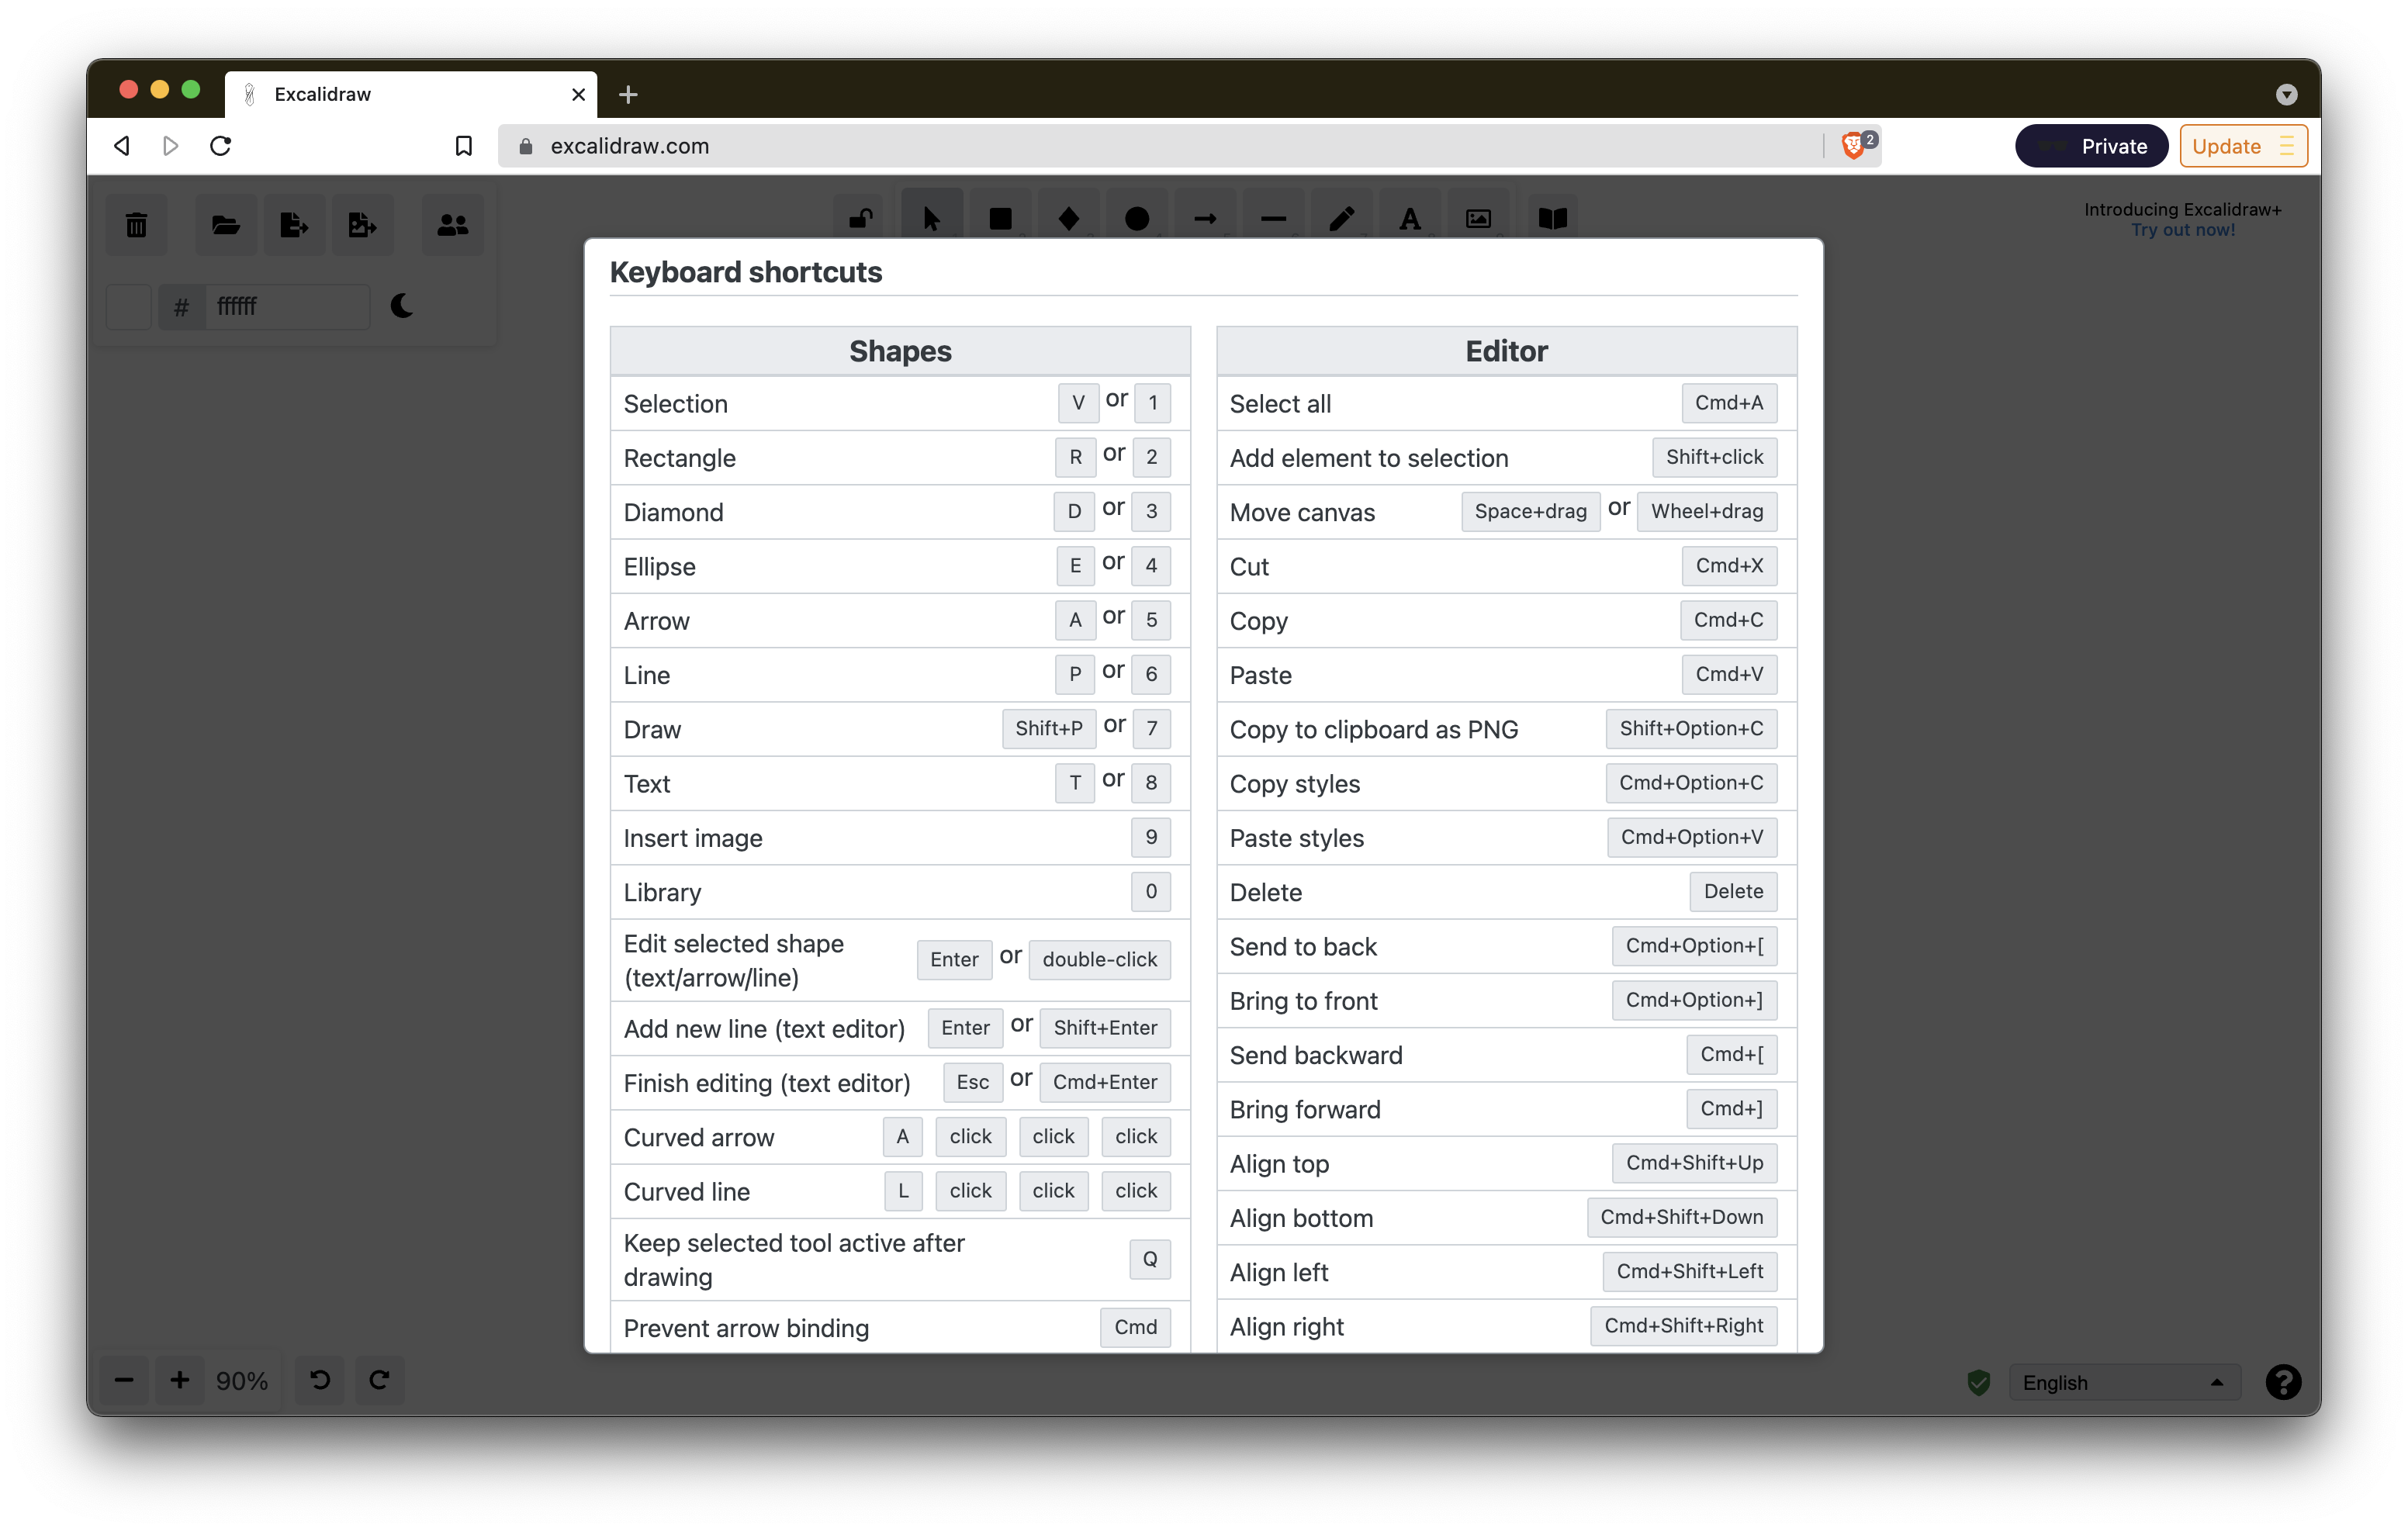 Excalidraw
excalidraw.com
2
Private
Update
Introducing Excalidraw+
Try out now!
# ffffff
Keyboard shortcuts
Shapes
Selection V or 1
Rectangle R or 2
Diamond D or 3
Ellipse E or 4
Arrow A or 5
Line P or 6
Draw Shift+P or 7
Text T or 8
Insert image 9
Library 0
Edit selected shape
(text/arrow/line) Enter or double-click
Add new line (text editor) Enter or Shift+Enter
Finish editing (text editor) Esc or Cmd+Enter
Curved arrow A click click click
Curved line L click click click
Keep selected tool active after
drawing Q
Prevent arrow binding Cmd
Editor
Select all Cmd+A
Add element to selection Shift+click
Move canvas Space+drag or Wheel+drag
Cut Cmd+X
Copy Cmd+C
Paste Cmd+V
Copy to clipboard as PNG Shift+Option+C
Copy styles Cmd+Option+C
Paste styles Cmd+Option+V
Delete Delete
Send to back Cmd+Option+[
Bring to front Cmd+Option+]
Send backward Cmd+[
Bring forward Cmd+]
Align top Cmd+Shift+Up
Align bottom Cmd+Shift+Down
Align left Cmd+Shift+Left
Align right Cmd+Shift+Right
90%
English